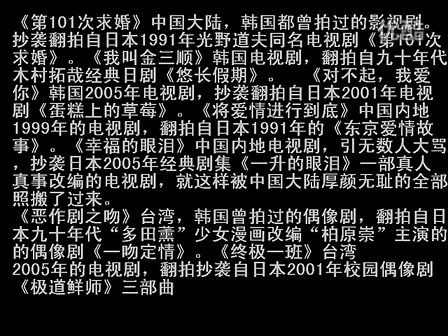 《第101次求婚》中国大陆，韩国都曾拍过的影视剧。
抄袭翻拍自日本1991年光野道夫同名电视剧《第101次
求婚》。《我叫金三顺》韩国电视剧，翻拍自九十年代
木村拓哉经典日剧《悠长假期》。 《对不起，我爱
你》韩国2005年电视剧，抄袭翻拍自日本2001年电视
剧《蛋糕上的草莓》。《将爱情进行到底》中国内地
1999年的电视剧，翻拍自日本1991年的《东京爱情故
事》。《幸福的眼泪》中国内地电视剧，引无数人大骂
，抄袭日本2005年经典剧集《一升的眼泪》一部真人
真事改编的电视剧，就这样被中国大陆厚颜无耻的全部
照搬了过来。
《恶作剧之吻》台湾，韩国曾拍过的偶像剧，翻拍自日
本九十年代“多田薰”少女漫画改编“柏原崇”主演的
的偶像剧《一吻定情》。《终极一班》台湾
2005年的电视剧，翻拍抄袭自日本2001年校园偶像剧
《极道鲜师》三部曲